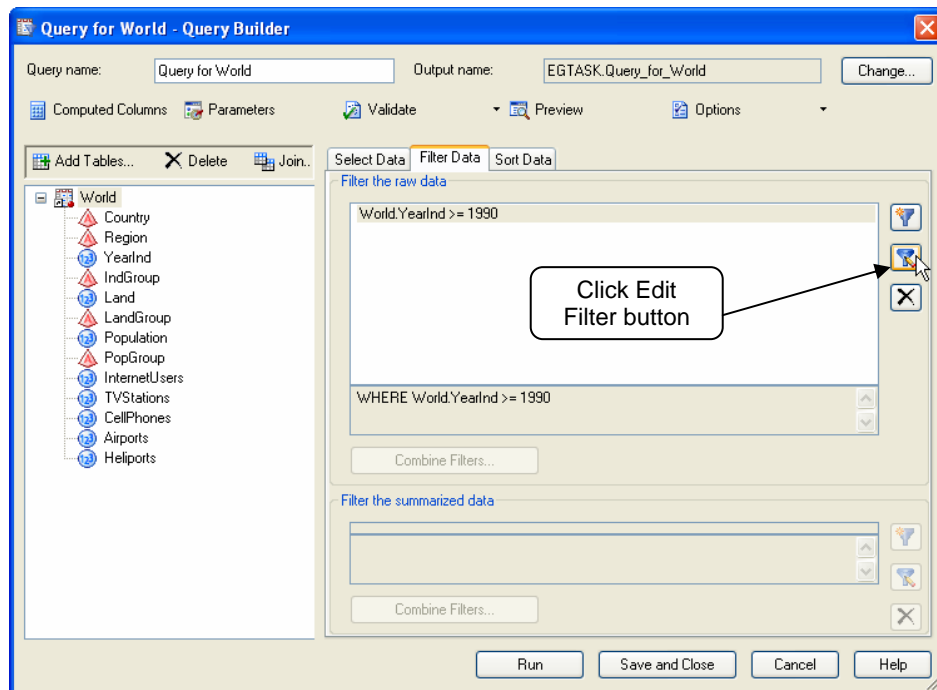 Query for World - Query Builder
Query name: Query for World Output name: EGTASK.Query_for_World Change...
Computed Columns Parameters Validate Preview Options
Add Tables... Delete Join..
Select Data Filter Data Sort Data
Filter the raw data
World
Country
Region
YearInd
IndGroup
Land
LandGroup
Population
PopGroup
InternetUsers
TVStations
CellPhones
Airports
Heliports
World.YearInd >= 1990
Click Edit
Filter button
WHERE World.YearInd >= 1990
Combine Filters...
Filter the summarized data
Combine Filters...
Run Save and Close Cancel Help